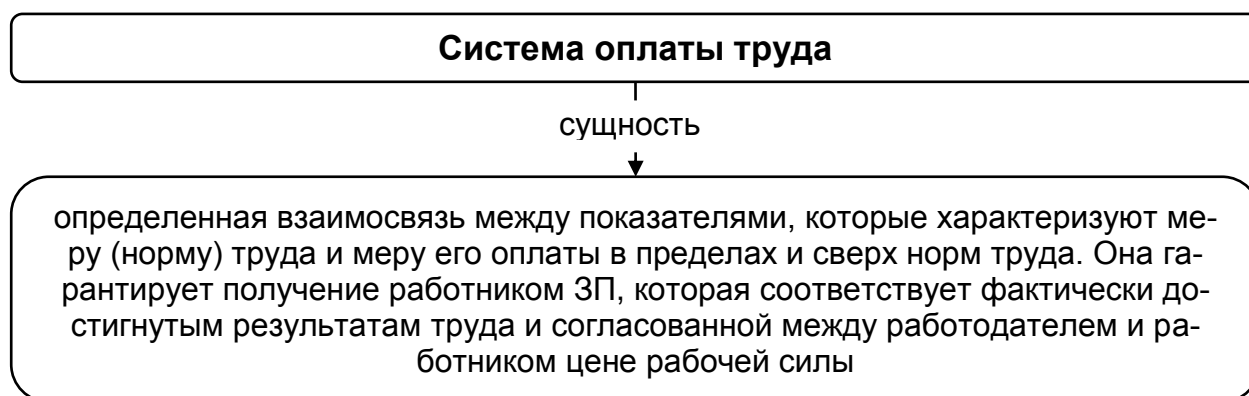 Система оплаты труда
сущность
определенная взаимосвязь между показателями, которые характеризуют ме-
ру (норму) труда и меру его оплаты в пределах и сверх норм труда. Она га-
рантирует получение работником ЗП, которая соответствует фактически до-
стигнутым результатам труда и согласованной между работодателем и ра-
ботником цене рабочей силы